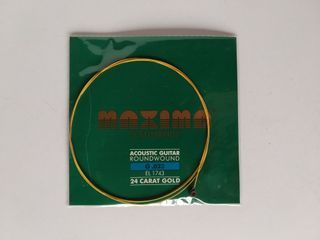 MAXIMA
ACOUSTIC GUITAR
ROUNDWOUND
EL 1743
24 CARAT GOLD